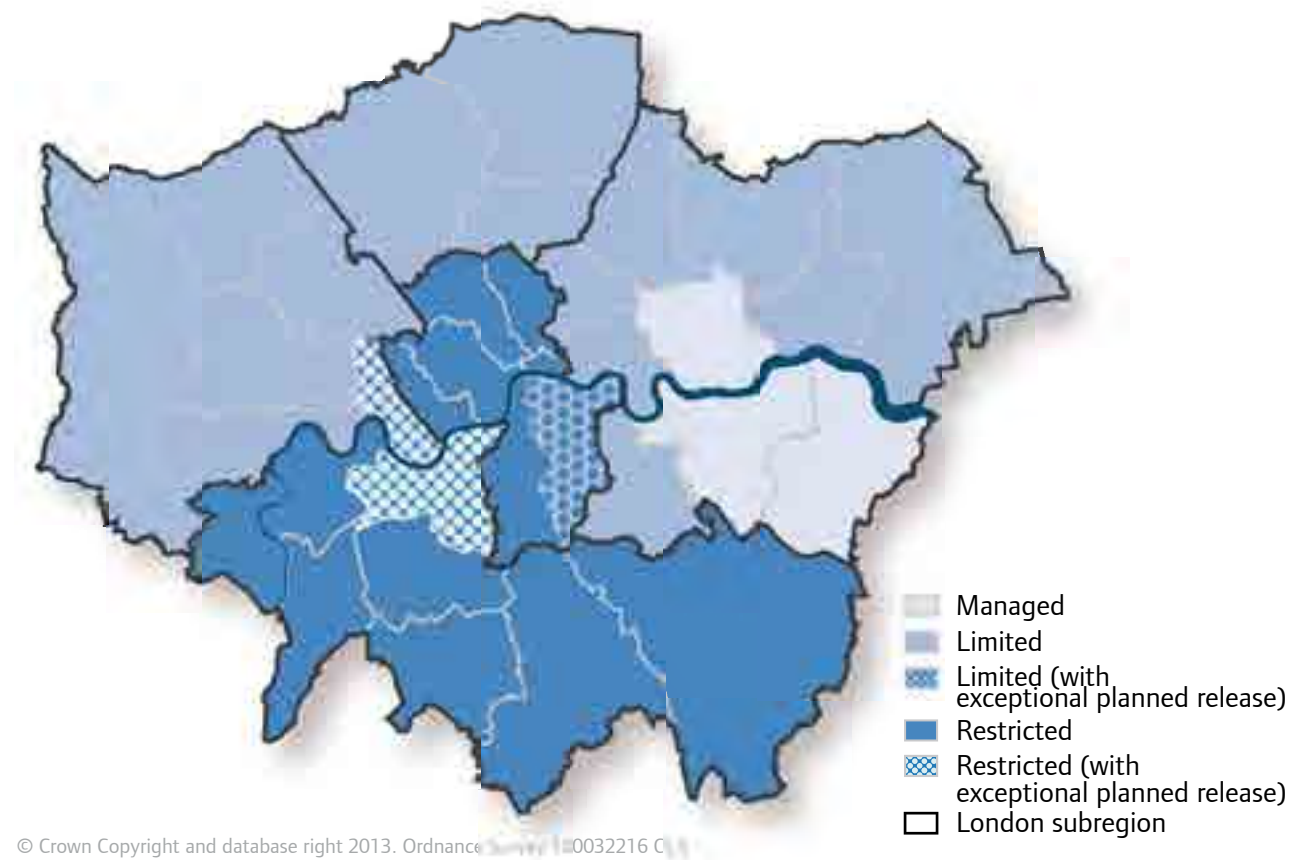 Managed
Limited
Limited (with
exceptional planned release)
Restricted
Restricted (with
exceptional planned release)
London subregion
© Crown Copyright and database right 2013. Ordnance 0032216